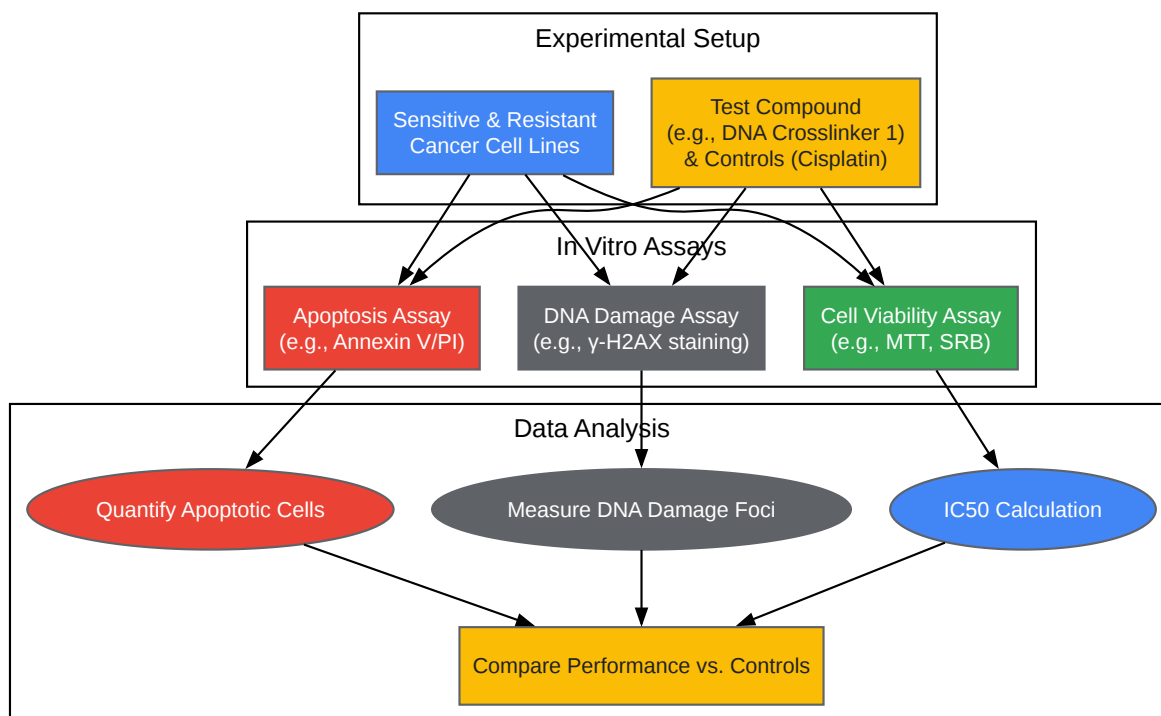 Experimental Setup
Sensitive & Resistant
Cancer Cell Lines
Test Compound
(e.g., DNA Crosslinker 1)
& Controls (Cisplatin)
In Vitro Assays
Apoptosis Assay
(e.g., Annexin V/PI)
DNA Damage Assay
(e.g., γ-H2AX staining)
Cell Viability Assay
(e.g., MTT, SRB)
Data Analysis
Quantify Apoptotic Cells
Measure DNA Damage Foci
IC50 Calculation
Compare Performance vs. Controls